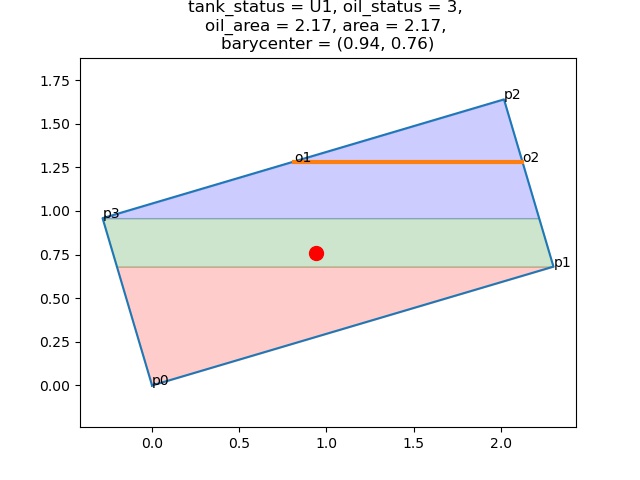 tank_status = U1, oil_status = 3,
oil_area = 2.17, area = 2.17,
barycenter = (0.94, 0.76)
1.75
1.50
1.25
1.00
0.75
0.50
0.25
0.00
p2
o1
o2
p3
p1
p0
0.0
0.5
1.0
1.5
2.0